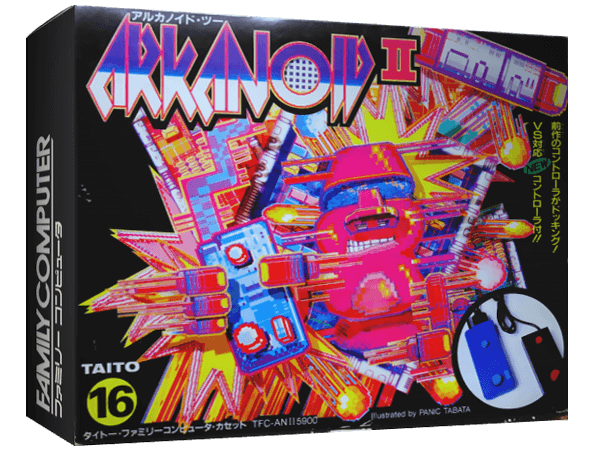 アルカノイド・ツー
ARKANOID II
前作のコントローラがドッキング!
VS対応 NEW コントローラ付!!
FAMILY COMPUTER
ファミリー コンピュータ
TAITO
16
タイトー・ファミリーコンピュータ・カセット TFC-ANII5900
Illustrated by PANIC TABATA